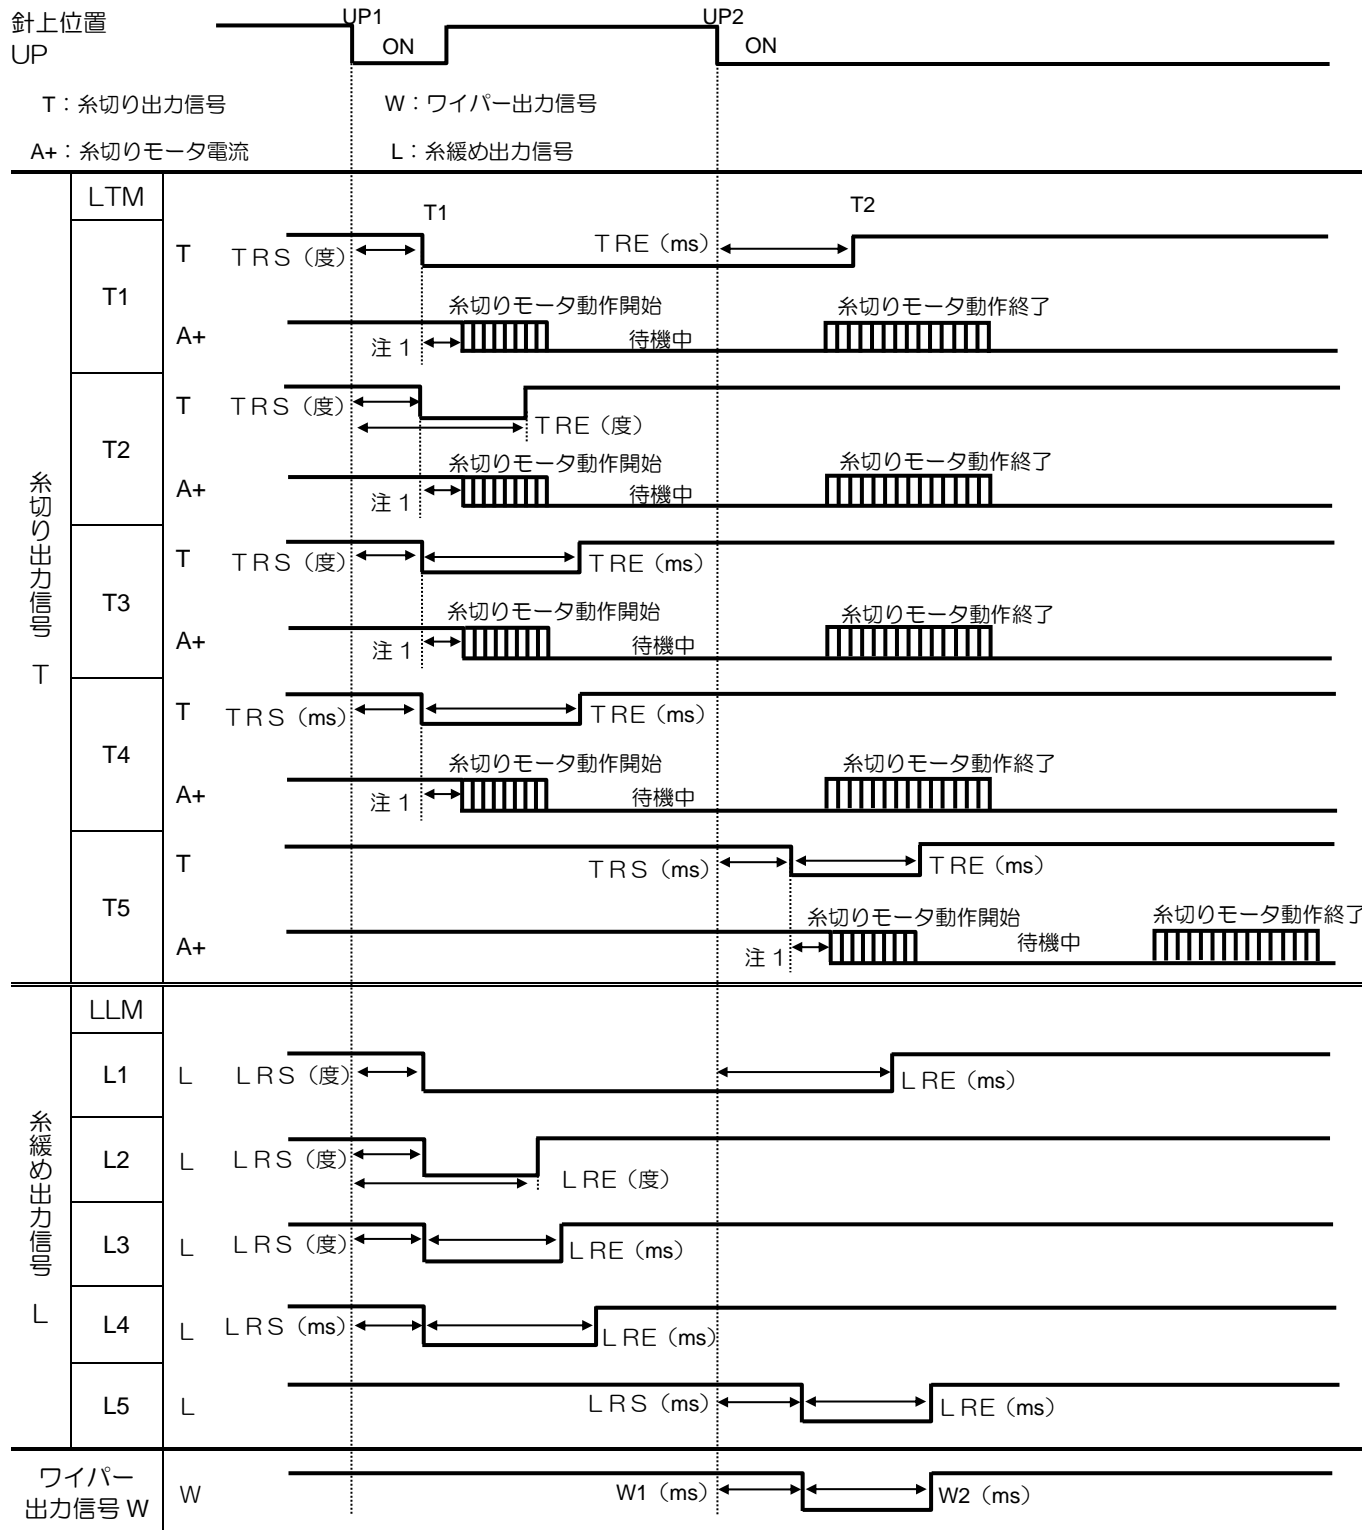 針上位置
UP
UP1
UP2
ON
ON
T：糸切り出力信号
W：ワイパー出力信号
A+：糸切りモータ電流
L：糸緩め出力信号
糸切り出力信号 T
LTM
T1
T2
T1
T
TRS（度）
TRE（ms）
A+
注１
糸切りモータ動作開始
待機中
糸切りモータ動作終了
T2
T
TRS（度）
TRE（度）
A+
注１
糸切りモータ動作開始
待機中
糸切りモータ動作終了
T3
T
TRS（度）
TRE（ms）
A+
注１
糸切りモータ動作開始
待機中
糸切りモータ動作終了
T4
T
TRS（ms）
TRE（ms）
A+
注１
糸切りモータ動作開始
待機中
糸切りモータ動作終了
T5
T
TRS（ms）
TRE（ms）
A+
注１
糸切りモータ動作開始
待機中
糸切りモータ動作終了
糸緩め出力信号 L
LLM
L1
L
LRS（度）
LRE（ms）
L2
L
LRS（度）
LRE（度）
L3
L
LRS（度）
LRE（ms）
L4
L
LRS（ms）
LRE（ms）
L5
L
LRS（ms）
LRE（ms）
ワイパー
出力信号 W
W
W1（ms）
W2（ms）